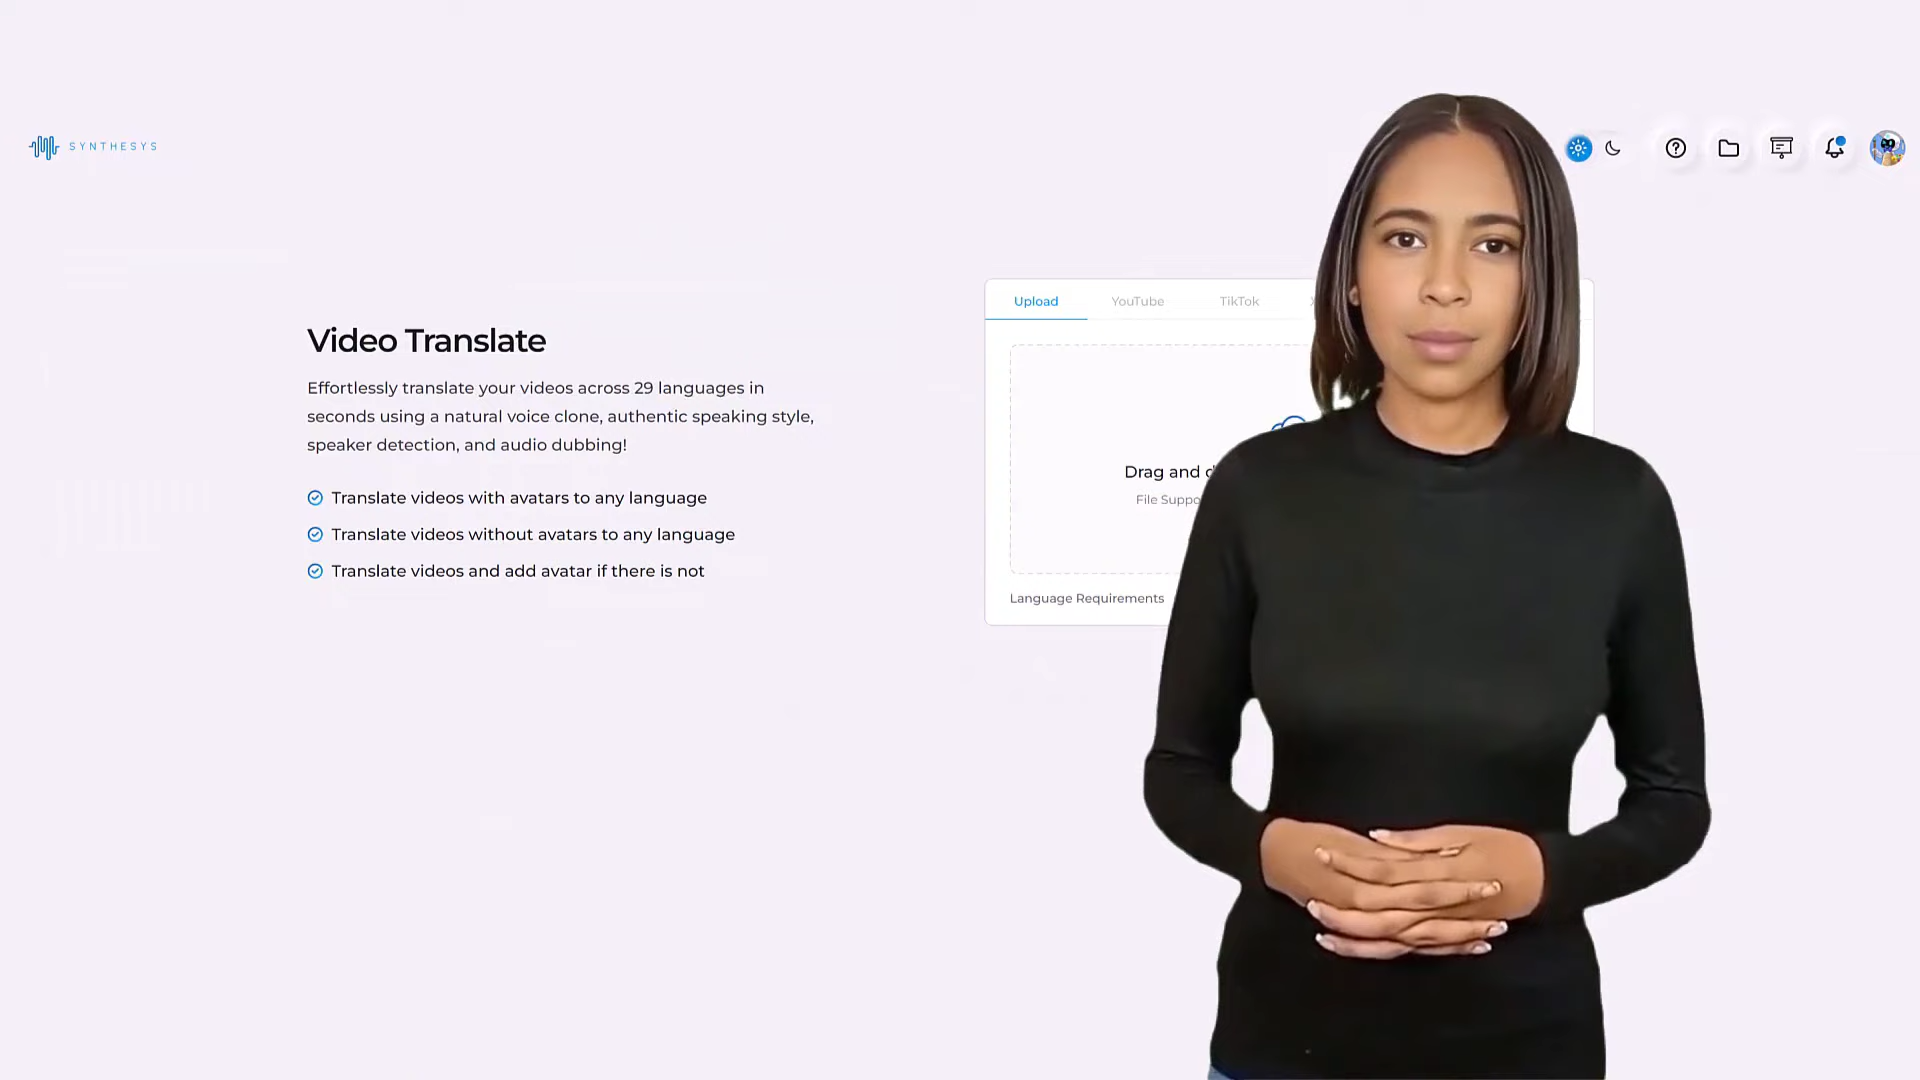 SYNTHESYS
Upload
YouTube
TikTok
Video Translate
Effortlessly translate your videos across 29 languages in
seconds using a natural voice clone, authentic speaking style,
speaker detection, and audio dubbing!
Translate videos with avatars to any language
Translate videos without avatars to any language
Translate videos and add avatar if there is not
Drag and
File
Language Requirements